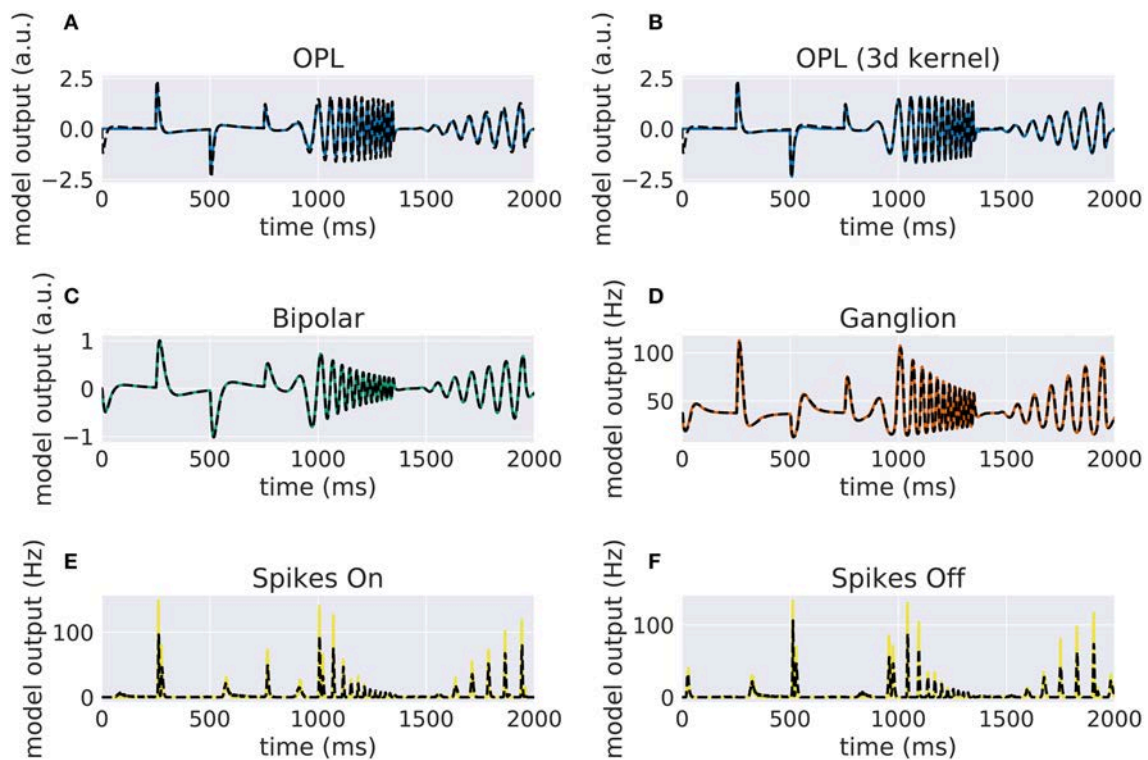 A
OPL
model output (a.u.)
2.5
0.0
−2.5
0 500 1000 1500 2000
time (ms)
B
OPL (3d kernel)
model output (a.u.)
2.5
0.0
−2.5
0 500 1000 1500 2000
time (ms)
C
Bipolar
model output (a.u.)
1
0
−1
0 500 1000 1500 2000
time (ms)
D
Ganglion
model output (Hz)
100
50
0 500 1000 1500 2000
time (ms)
E
Spikes On
model output (Hz)
100
0
0 500 1000 1500 2000
time (ms)
F
Spikes Off
model output (Hz)
100
0
0 500 1000 1500 2000
time (ms)